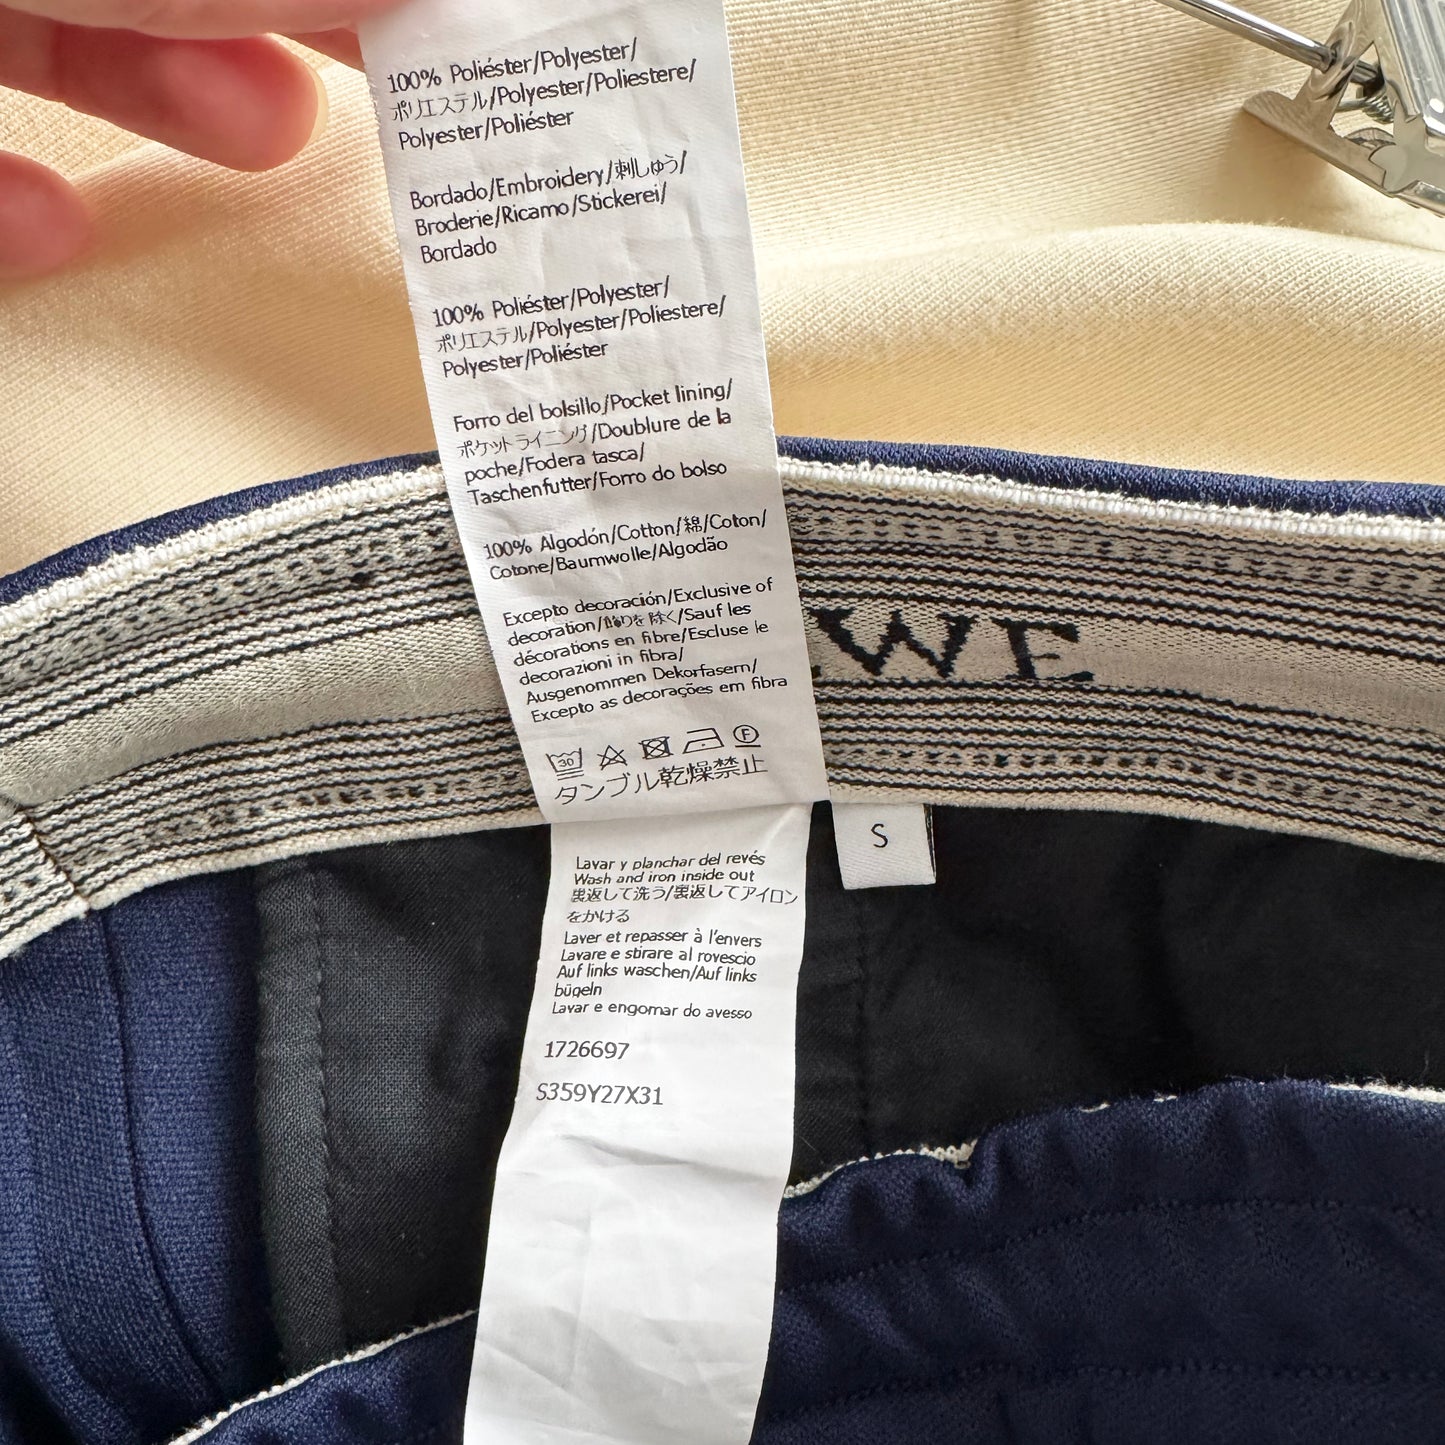 100% Poliéster/Polyester/
ポリエステル/Polyester/Poliestere/
Polyester/Poliéster
Bordado/Embroidery/刺しゅう/
Broderie/Ricamo/Stickerei/
Bordado
100% Poliéster/Polyester/
ポリエステル/Polyester/Poliestere/
Polyester/Poliéster
Forro del bolsillo/Pocket lining/
ポケットライニング/Doublure de la
poche/Fodera tasca/
Taschenfutter/Forro do bolso
100% Algodón/Cotton/綿/Coton/
Cotone/Baumwolle/Algodão
Excepto decoración/Exclusive of
decoration/飾りを除く/Sauf les
décorations en fibre/Escluse le
decorazioni in fibra/
Ausgenommen Dekorfasern/
Excepto as decorações em fibra
30 F
タンブル乾燥禁止
WE
S
Lavar y planchar del revés
Wash and iron inside out
裏返して洗う/裏返してアイロン
をかける
Laver et repasser à l'envers
Lavare e stirare al rovescio
Auf links waschen/Auf links
bügeln
Lavar e engomar do avesso
1726697
S359Y27X31